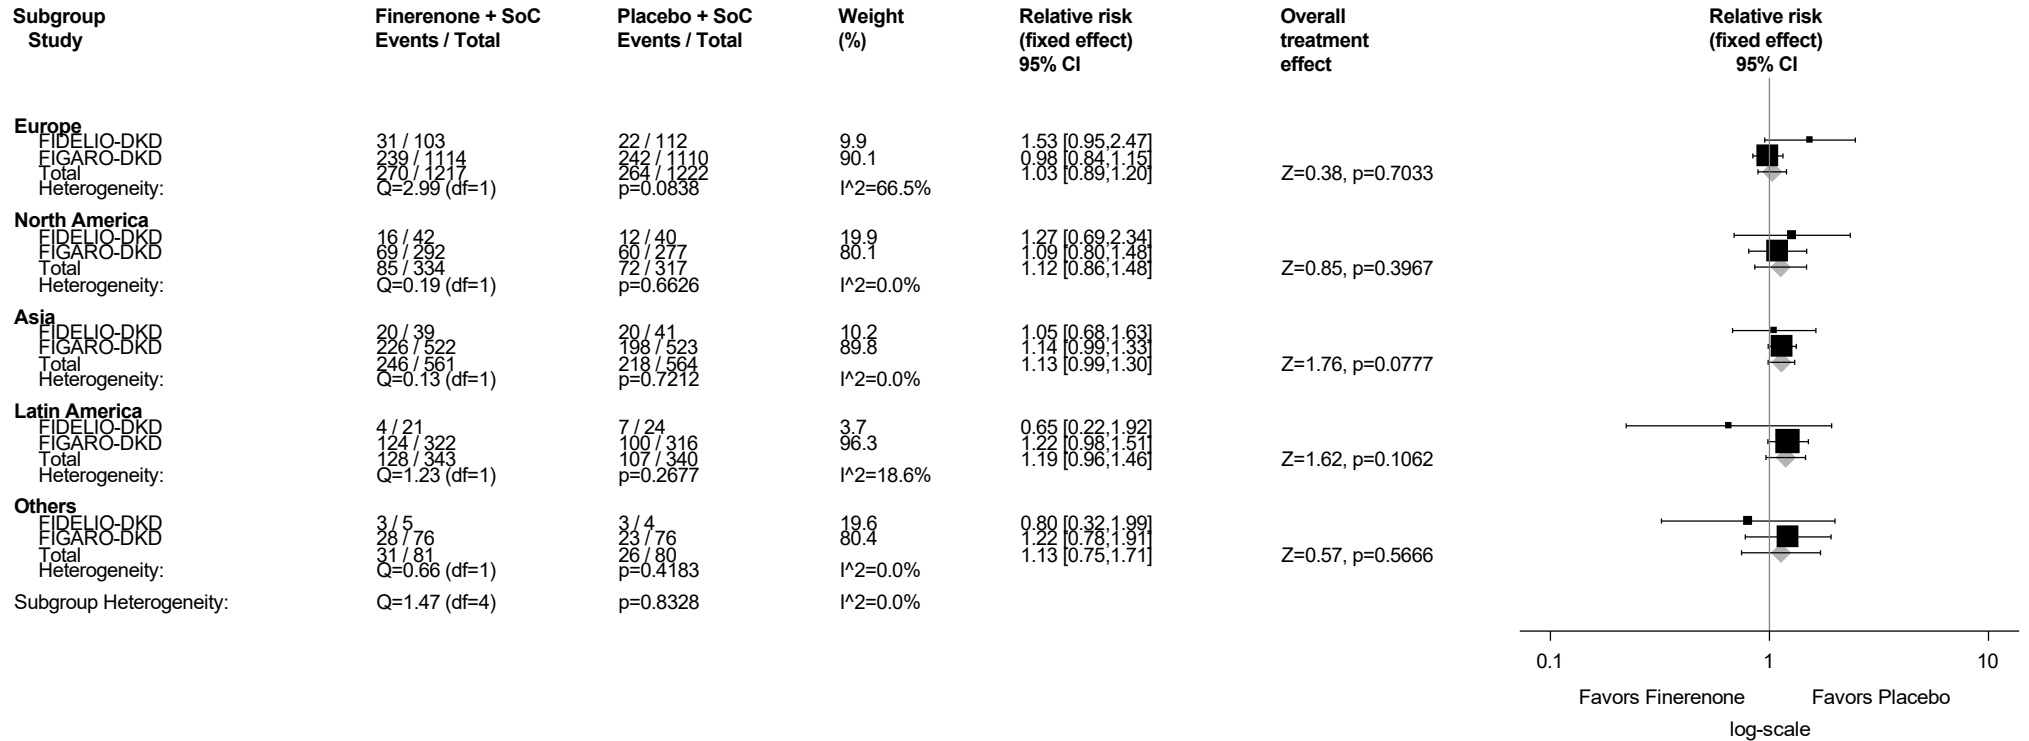 Subgroup Finerenone + SoC Placebo + SoC Weight Relative risk Overall Relative risk
Study Events / Total Events / Total (%) (fixed effect) treatment (fixed effect)
95% CI effect 95% CI
Europe
FIDELIO-DKD 31 / 103 22 / 112 9.9 1.53 [0.95,2.47]
FIGARO-DKD 239 / 1114 242 / 1110 90.1 0.98 [0.84,1.15]
Total 270 / 1217 264 / 1222 1.03 [0.89,1.20] Z=0.38, p=0.7033
Heterogeneity: Q=2.99 (df=1) p=0.0838 I^2=66.5%
North America
FIDELIO-DKD 16 / 42 12 / 40 19.9 1.27 [0.69,2.34]
FIGARO-DKD 69 / 292 60 / 277 80.1 1.09 [0.80,1.48]
Total 85 / 334 72 / 317 1.12 [0.86,1.48] Z=0.85, p=0.3967
Heterogeneity: Q=0.19 (df=1) p=0.6626 I^2=0.0%
Asia
FIDELIO-DKD 20 / 39 20 / 41 10.2 1.05 [0.68,1.63]
FIGARO-DKD 226 / 522 198 / 523 89.8 1.14 [0.99,1.33]
Total 246 / 561 218 / 564 1.13 [0.99,1.30] Z=1.76, p=0.0777
Heterogeneity: Q=0.13 (df=1) p=0.7212 I^2=0.0%
Latin America
FIDELIO-DKD 4 / 21 7 / 24 3.7 0.65 [0.22,1.92]
FIGARO-DKD 124 / 322 100 / 316 96.3 1.22 [0.98,1.51]
Total 128 / 343 107 / 340 1.19 [0.96,1.46] Z=1.62, p=0.1062
Heterogeneity: Q=1.23 (df=1) p=0.2677 I^2=18.6%
Others
FIDELIO-DKD 3 / 5 3 / 4 19.6 0.80 [0.32,1.99]
FIGARO-DKD 28 / 76 23 / 76 80.4 1.22 [0.78,1.91]
Total 31 / 81 26 / 80 1.13 [0.75,1.71] Z=0.57, p=0.5666
Heterogeneity: Q=0.66 (df=1) p=0.4183 I^2=0.0%
Subgroup Heterogeneity: Q=1.47 (df=4) p=0.8328 I^2=0.0%
0.1 1 10
Favors Finerenone Favors Placebo
log-scale